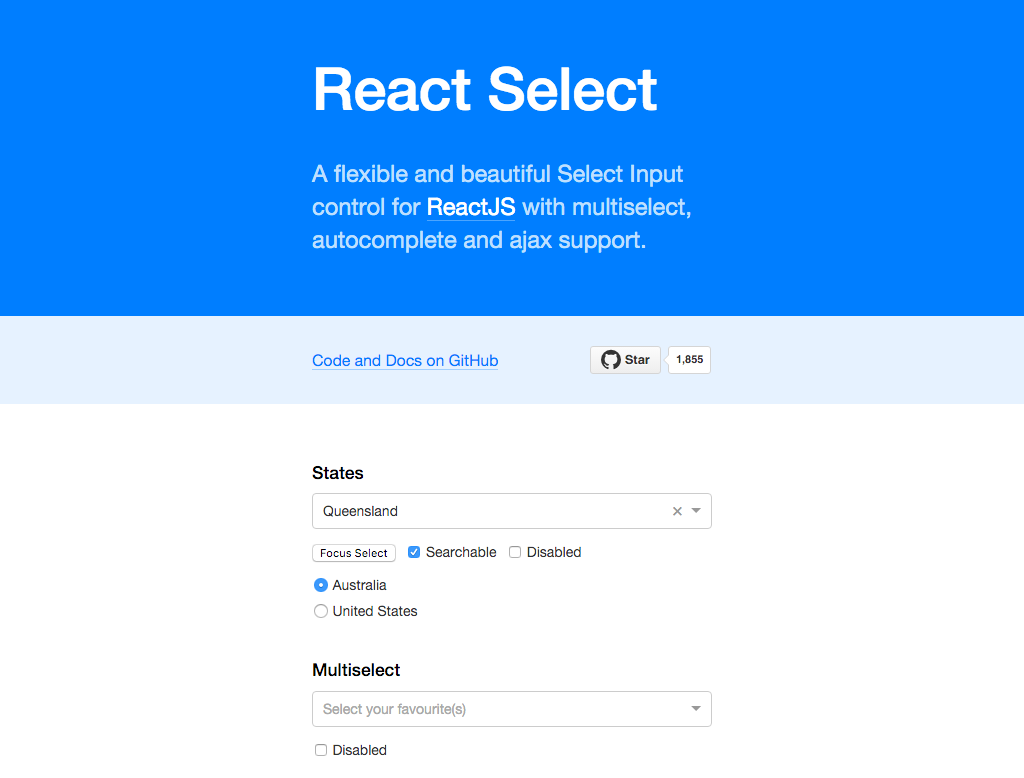 React Select
A flexible and beautiful Select Input
control for ReactJS with multiselect,
autocomplete and ajax support.
Code and Docs on GitHub
Star
1,855
States
Queensland
Focus Select
Searchable
Disabled
Australia
United States
Multiselect
Select your favourite(s)
Disabled